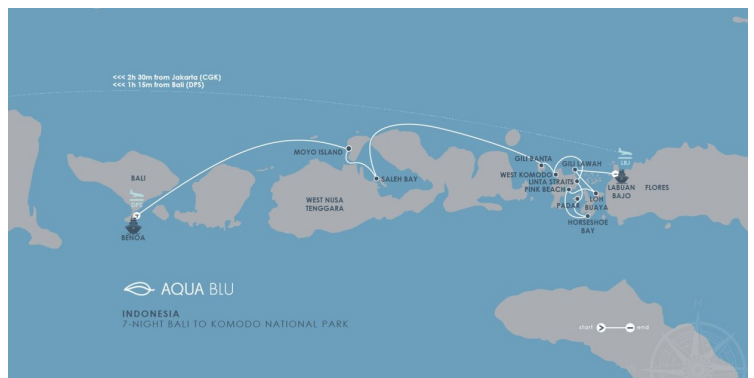 <<< 2h 30m from Jakarta (CGK)
<<< 1h 15m from Bali (DPS)
LBJ
MOYO ISLAND
GILI BANTA
GILI LAWAH
BALI
SALEH BAY
WEST KOMODO
LINTA STRAITS
PINK BEACH
LABUAN
BAJO
FLORES
DPS
WEST NUSA
TENGGARA
PADAR
LOH
BUAYA
HORSESHOE
BAY
BENOA
AQUA BLU
INDONESIA
7-NIGHT BALI TO KOMODO NATIONAL PARK
N
start end